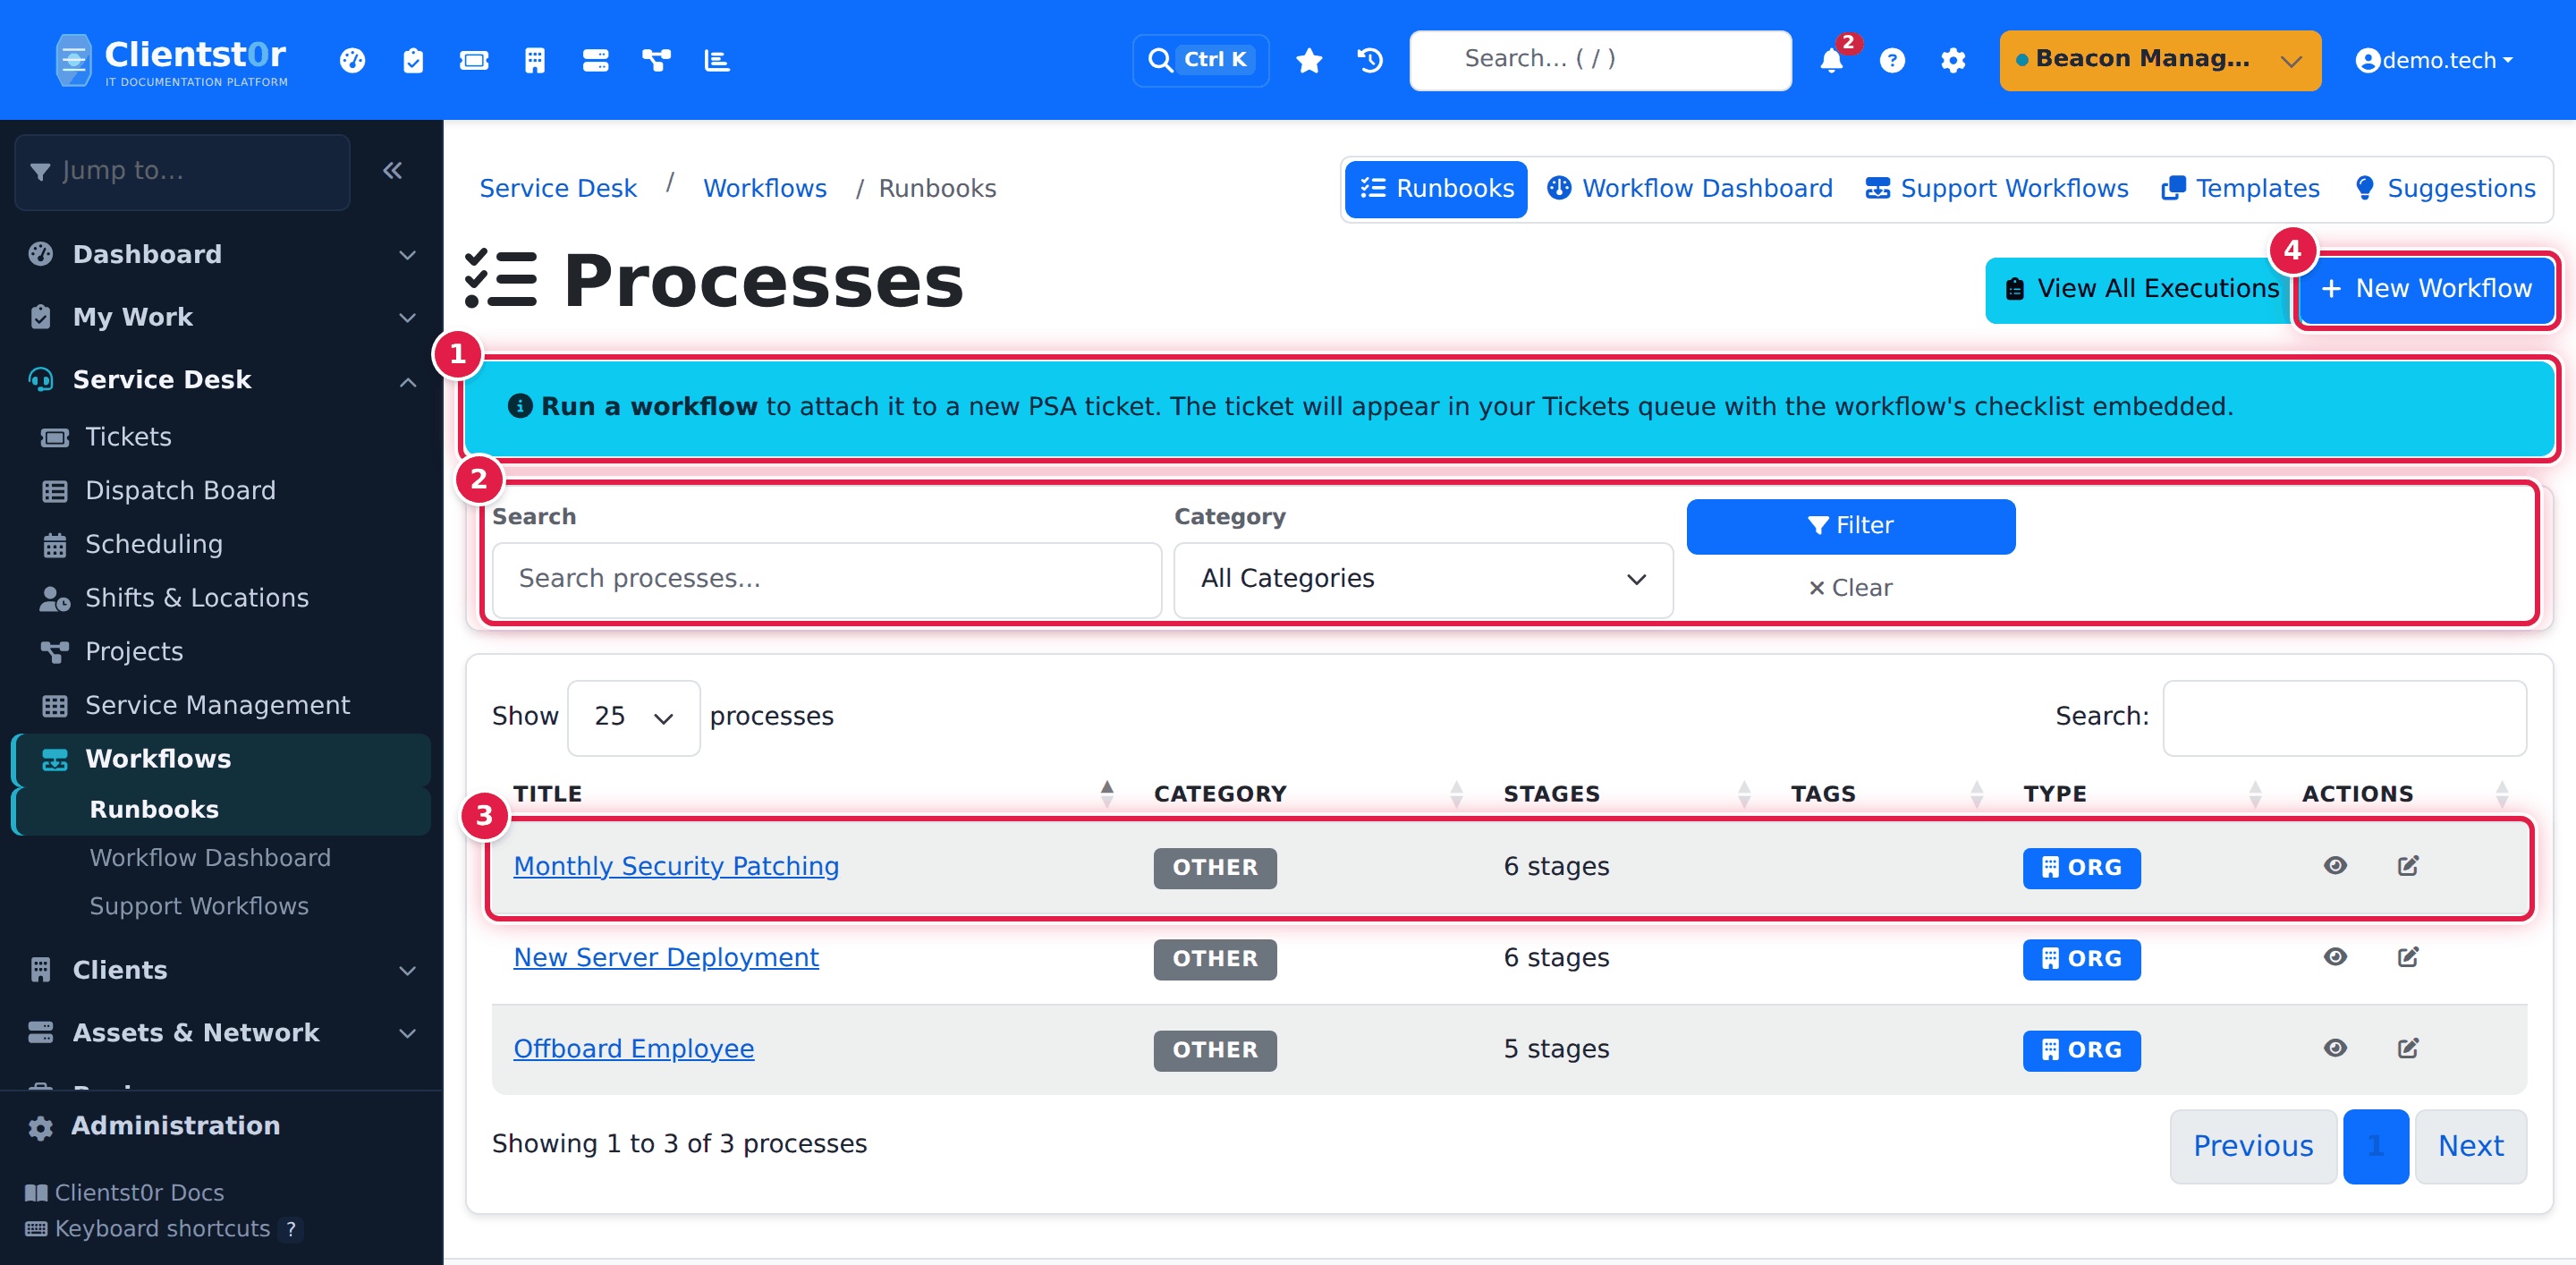 Clientst0r
IT DOCUMENTATION PLATFORM
Ctrl K
Search... ( / )
2
Beacon Manag...
demo.tech
Jump to...
Dashboard
My Work
Service Desk
Tickets
Dispatch Board
Scheduling
Shifts & Locations
Projects
Service Management
Workflows
Runbooks
Workflow Dashboard
Support Workflows
Clients
Assets & Network
Administration
Clientst0r Docs
Keyboard shortcuts ?
Service Desk / Workflows / Runbooks
Runbooks Workflow Dashboard Support Workflows Templates Suggestions
Processes
View All Executions
4
+ New Workflow
1
Run a workflow to attach it to a new PSA ticket. The ticket will appear in your Tickets queue with the workflow's checklist embedded.
2
Search
Search processes...
Category
All Categories
Filter
Clear
Show 25 processes
Search:
TITLE CATEGORY STAGES TAGS TYPE ACTIONS
3
Monthly Security Patching OTHER 6 stages ORG
New Server Deployment OTHER 6 stages ORG
Offboard Employee OTHER 5 stages ORG
Showing 1 to 3 of 3 processes
Previous 1 Next